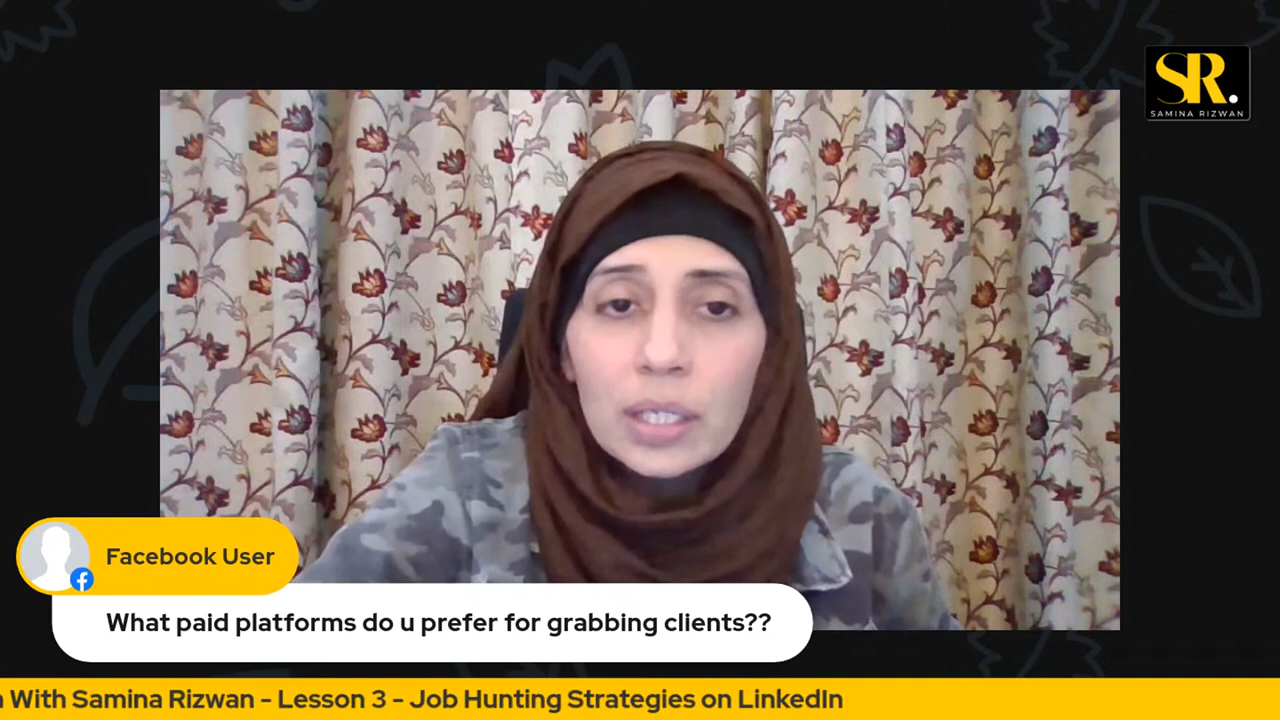 SR.
SAMINA RIZWAN
Facebook User
What paid platforms do u prefer for grabbing clients??
With Samina Rizwan - Lesson 3 - Job Hunting Strategies on LinkedIn